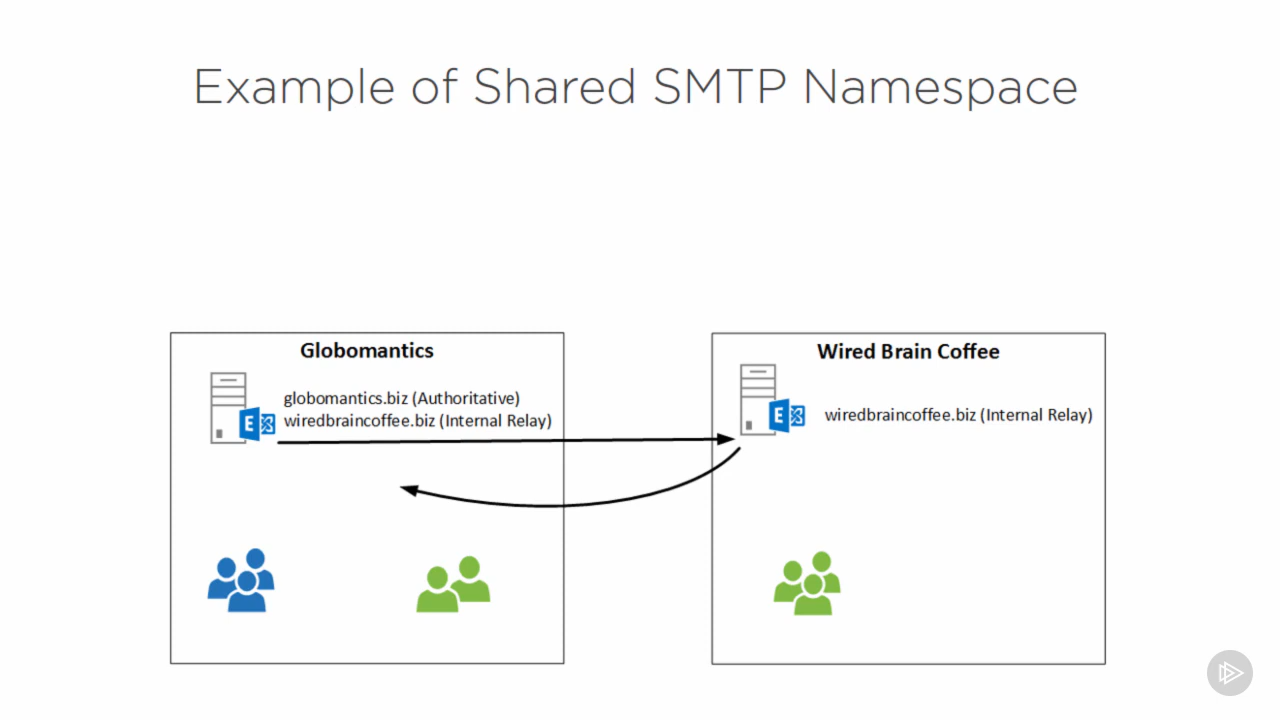 Example of Shared SMTP Namespace
Globomantics
globomantics.biz (Authoritative)
wiredbraincoffee.biz (Internal Relay)
E
Wired Brain Coffee
wiredbraincoffee.biz (Internal Relay)
E